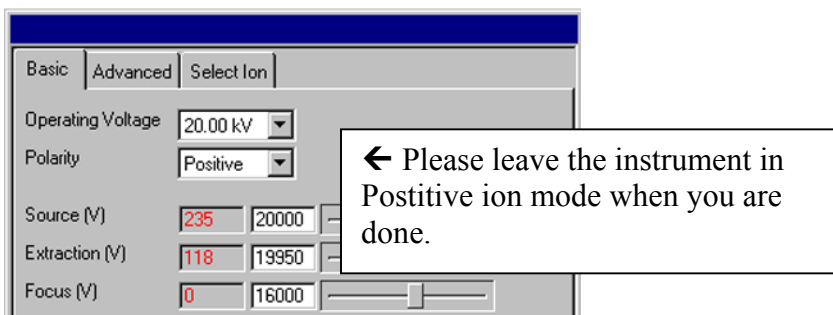 Basic Advanced Select Ion
Operating Voltage 20.00 kV
Polarity Positive
← Please leave the instrument in
Postitive ion mode when you are
done.
Source (V) 235 20000
Extraction (V) 118 19950
Focus (V) 0 16000